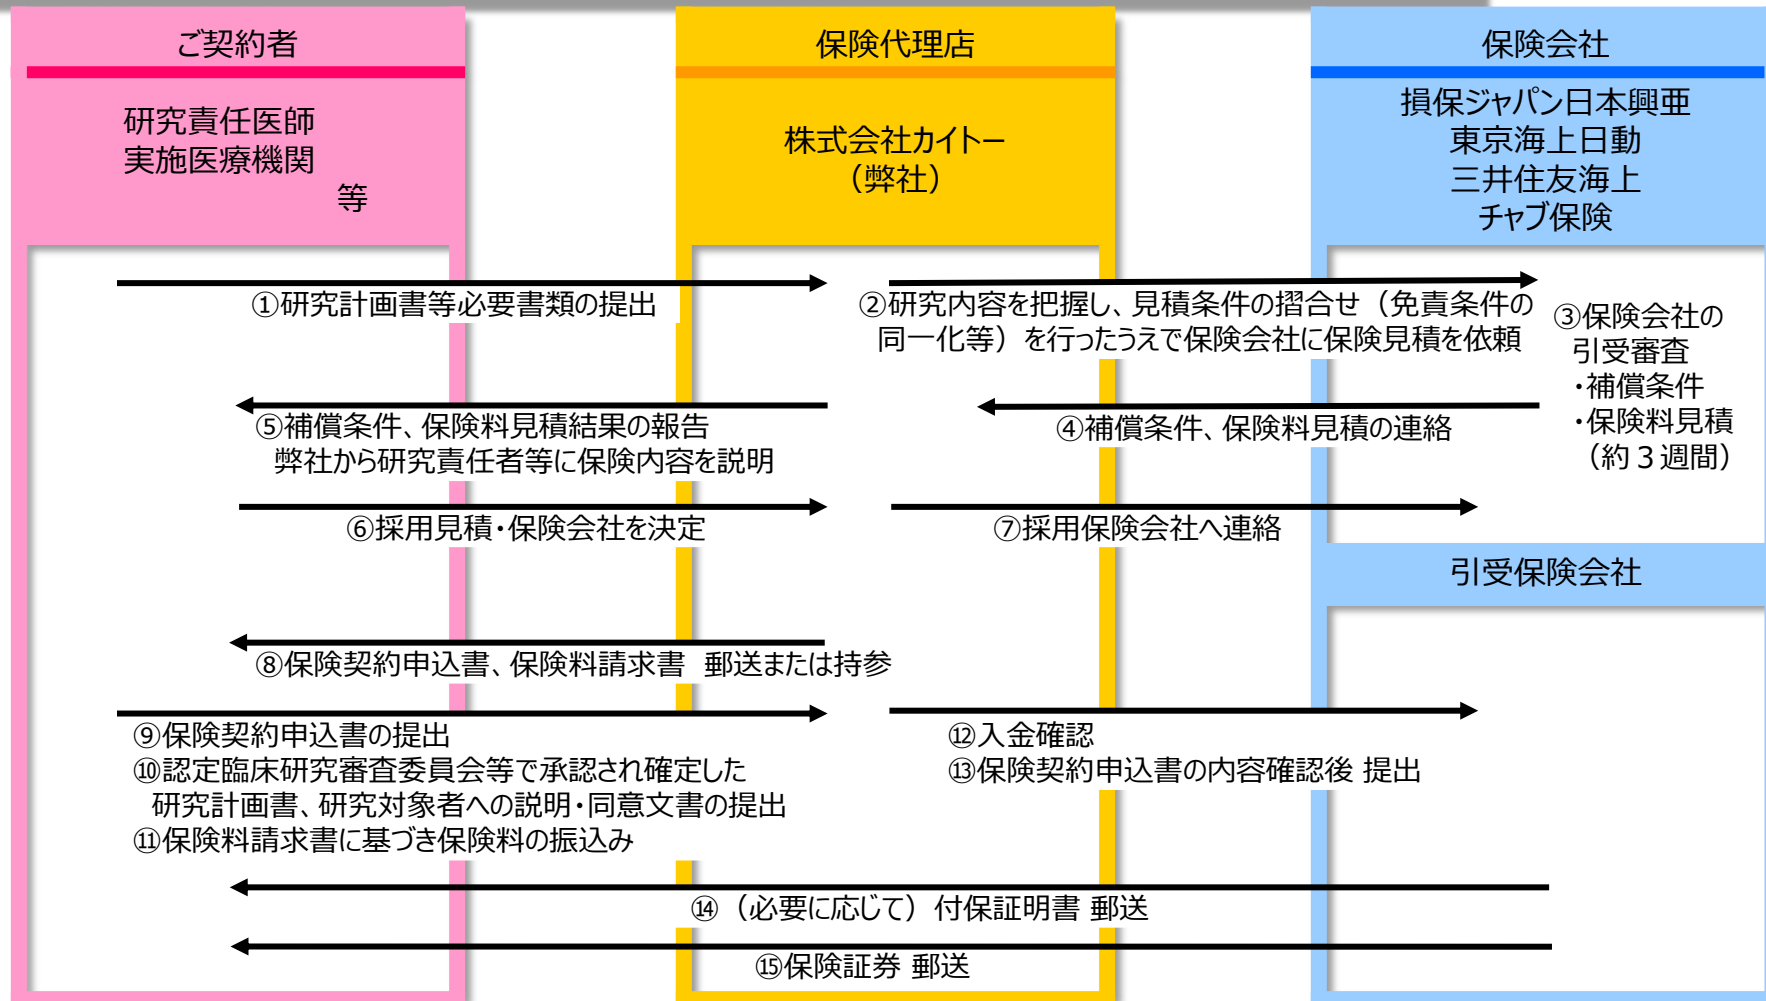 ご契約者
研究責任医師
実施医療機関
等
保険代理店
株式会社カイトー
（弊社）
保険会社
損保ジャパン日本興亜
東京海上日動
三井住友海上
チャブ保険
①研究計画書等必要書類の提出
②研究内容を把握し、見積条件の摺合せ（免責条件の
同一化等）を行ったうえで保険会社に保険見積を依頼
③保険会社の
引受審査
・補償条件
・保険料見積
（約３週間）
④補償条件、保険料見積の連絡
⑤補償条件、保険料見積結果の報告
弊社から研究責任者等に保険内容を説明
⑥採用見積・保険会社を決定
⑦採用保険会社へ連絡
引受保険会社
⑧保険契約申込書、保険料請求書　郵送または持参
⑨保険契約申込書の提出
⑩認定臨床研究審査委員会等で承認され確定した
研究計画書、研究対象者への説明・同意文書の提出
⑪保険料請求書に基づき保険料の振込み
⑫入金確認
⑬保険契約申込書の内容確認後 提出
⑭（必要に応じて）付保証明書 郵送
⑮保険証券 郵送